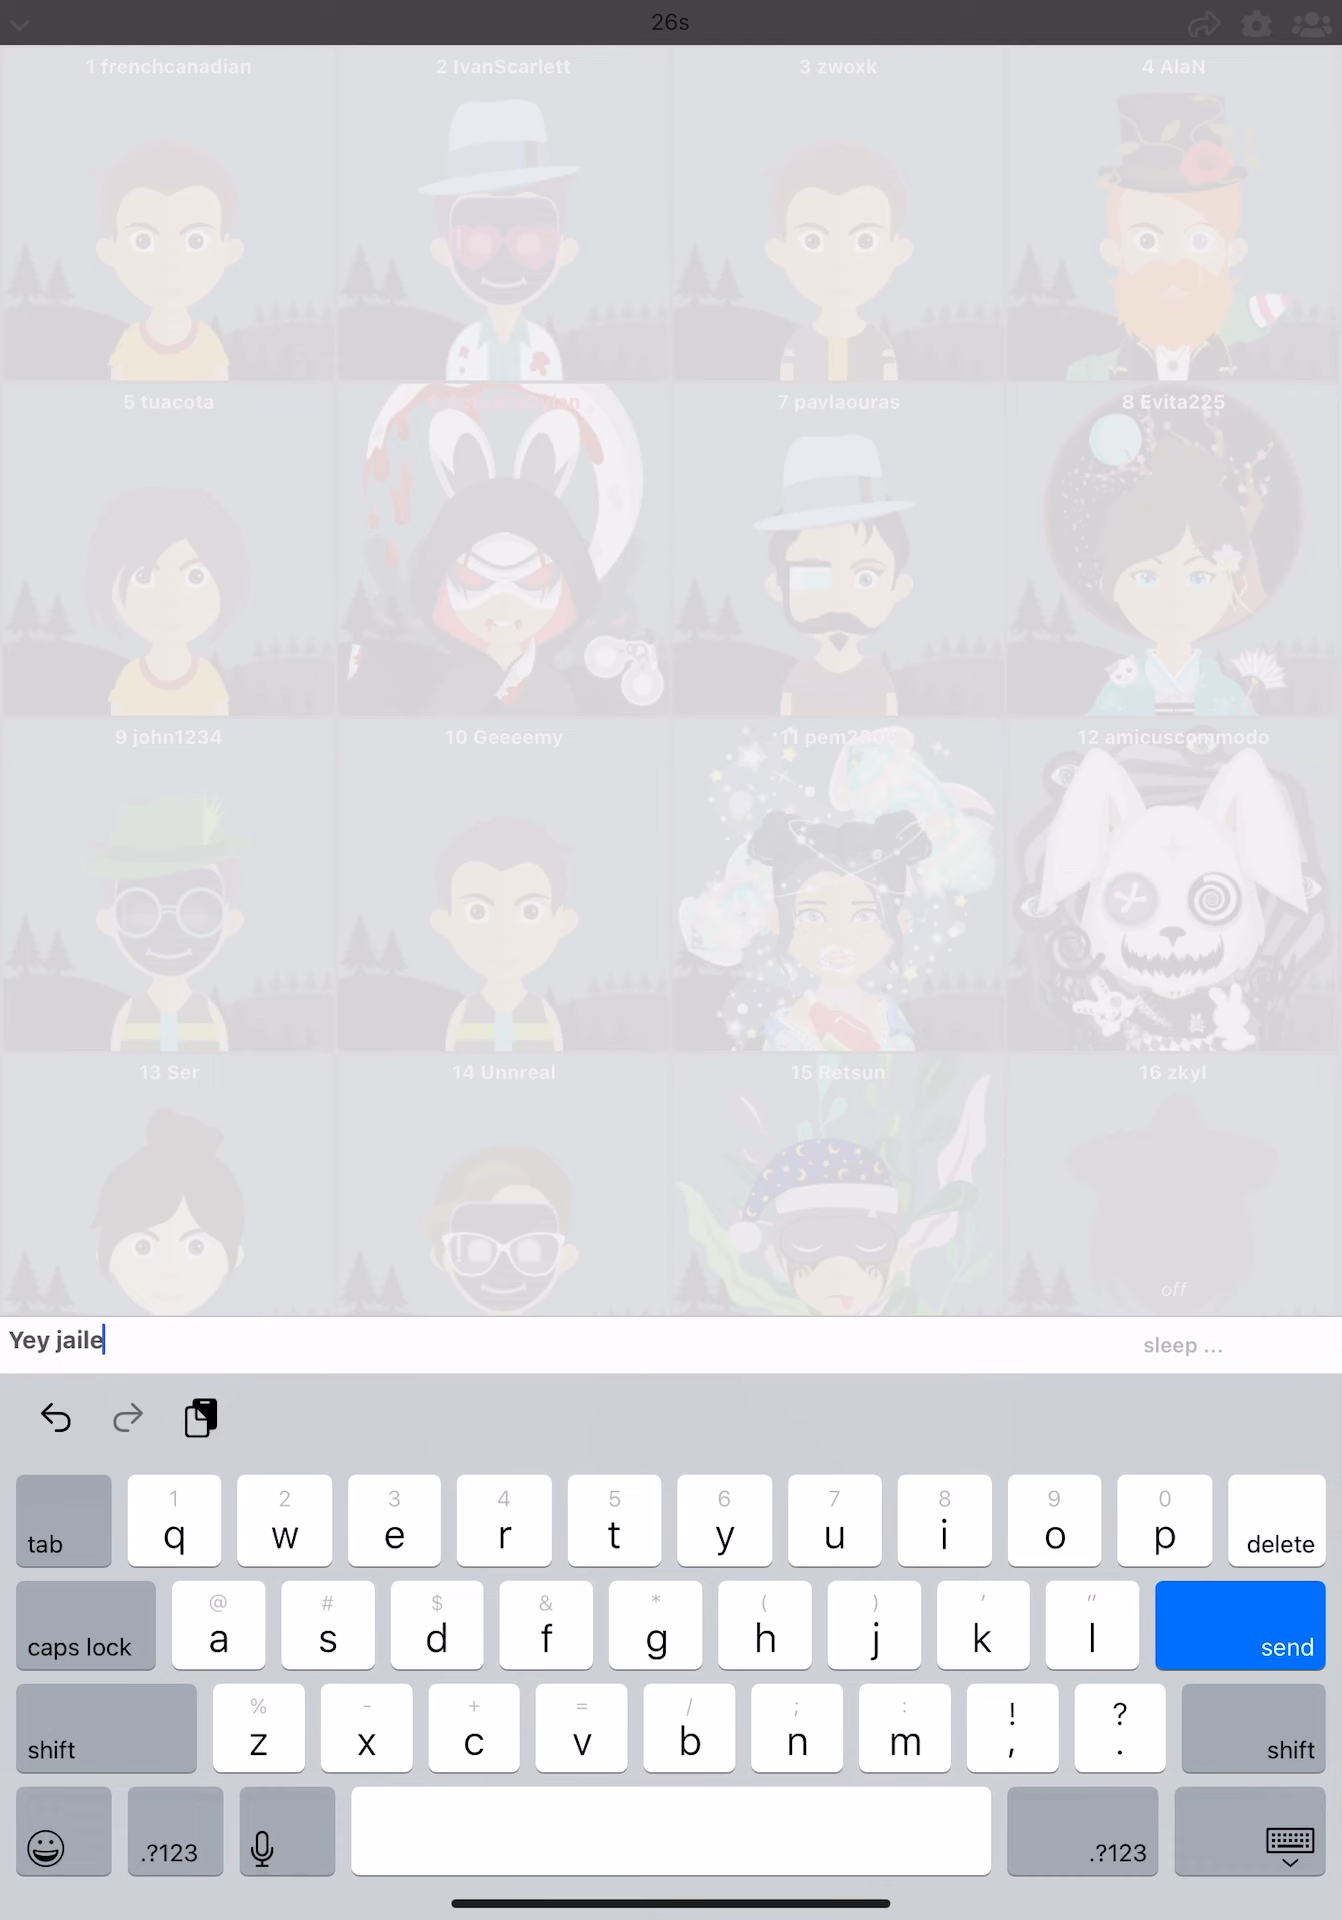 26s
1 frenchcanadian
2 IvanScarlett
3 zwoxk
4 AlaN
5 tuacota
7 pavlaouras
8 Evita225
9 john1234
10 Geeeemy
11
12 amicuscommodo
13 Ser
14 Unnreal
15 Retsun
16 zkyl
off
Yey jaile
sleep ...
tab
1 2 3 4 5 6 7 8 9 0
q w e r t y u i o p
delete
caps lock
@ # $ & * ( ) ' "
a s d f g h j k l
send
shift
% - + = / ; : ! ?
z x c v b n m , .
shift
.?123
.?123